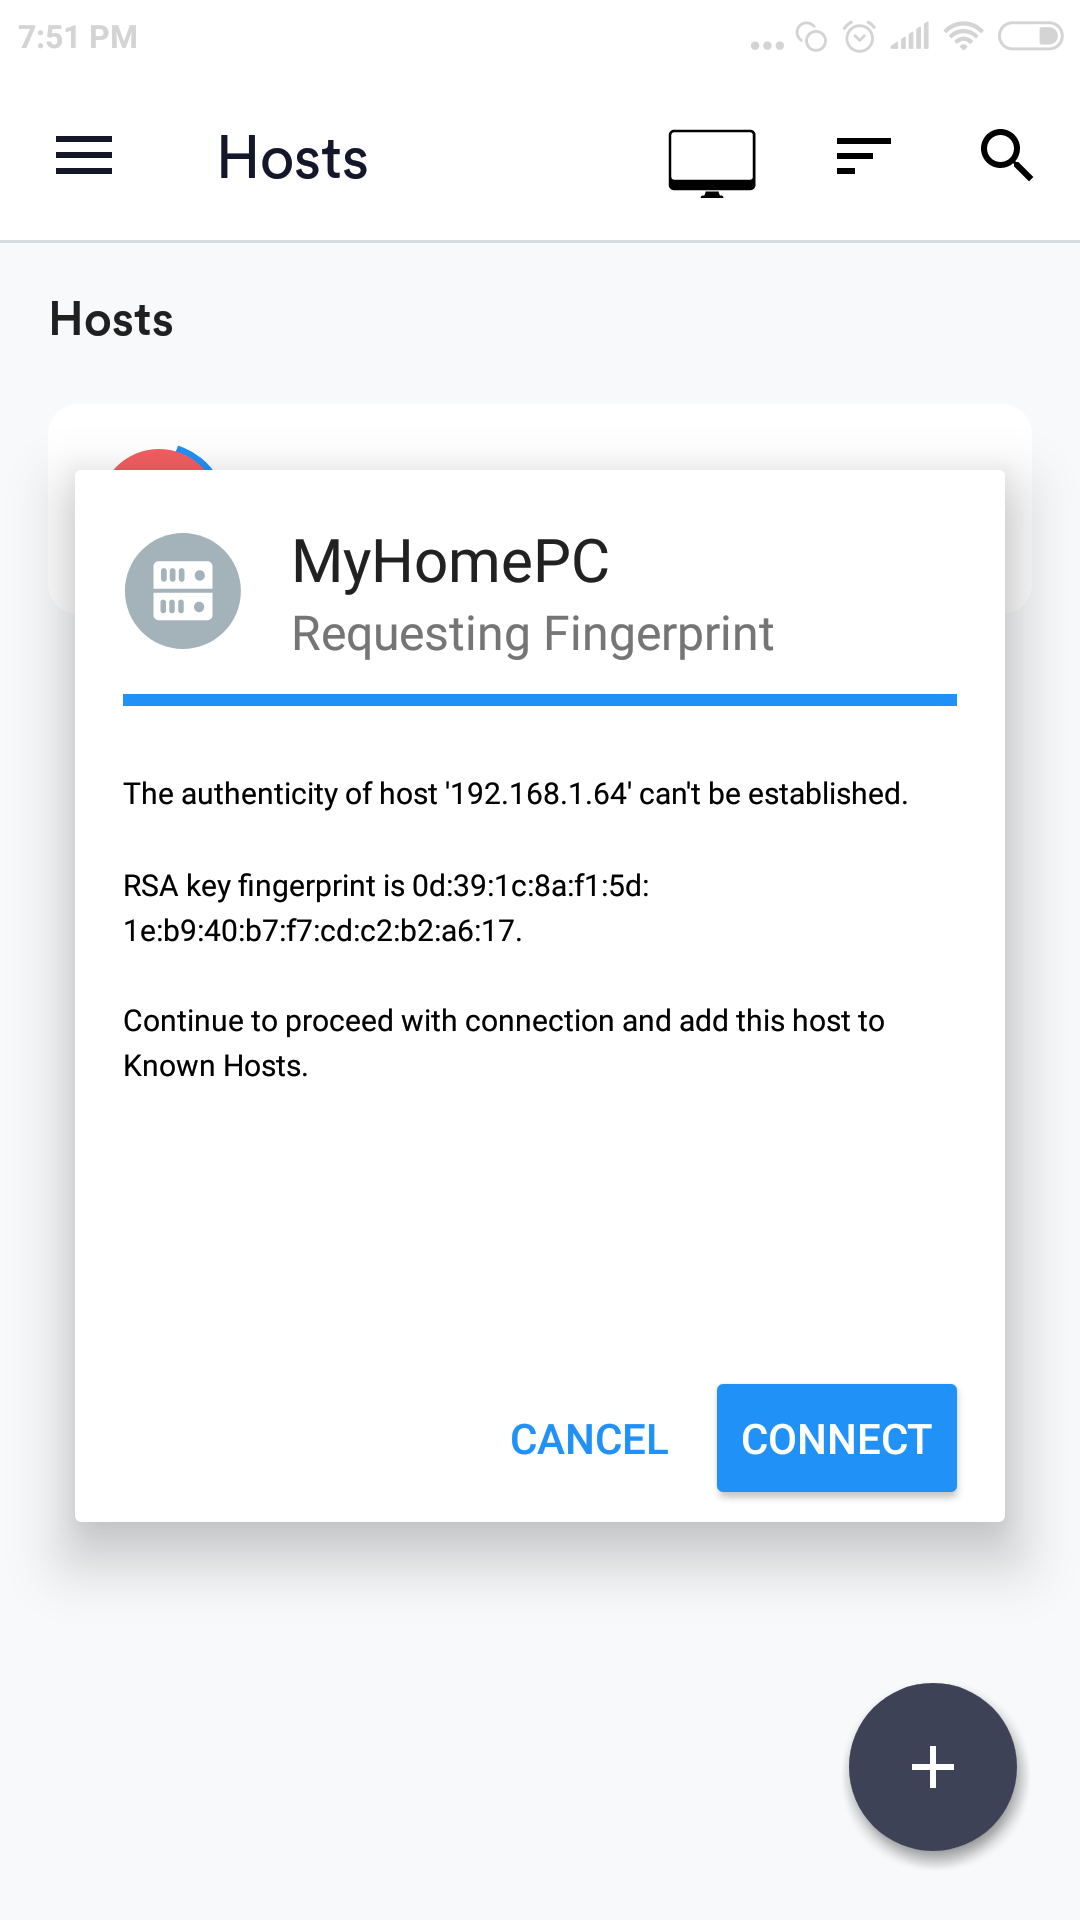 7:51 PM
Hosts
Hosts
MyHomePC
Requesting Fingerprint
The authenticity of host '192.168.1.64' can't be established.
RSA key fingerprint is 0d:39:1c:8a:f1:5d:
1e:b9:40:b7:f7:cd:c2:b2:a6:17.
Continue to proceed with connection and add this host to
Known Hosts.
CANCEL
CONNECT